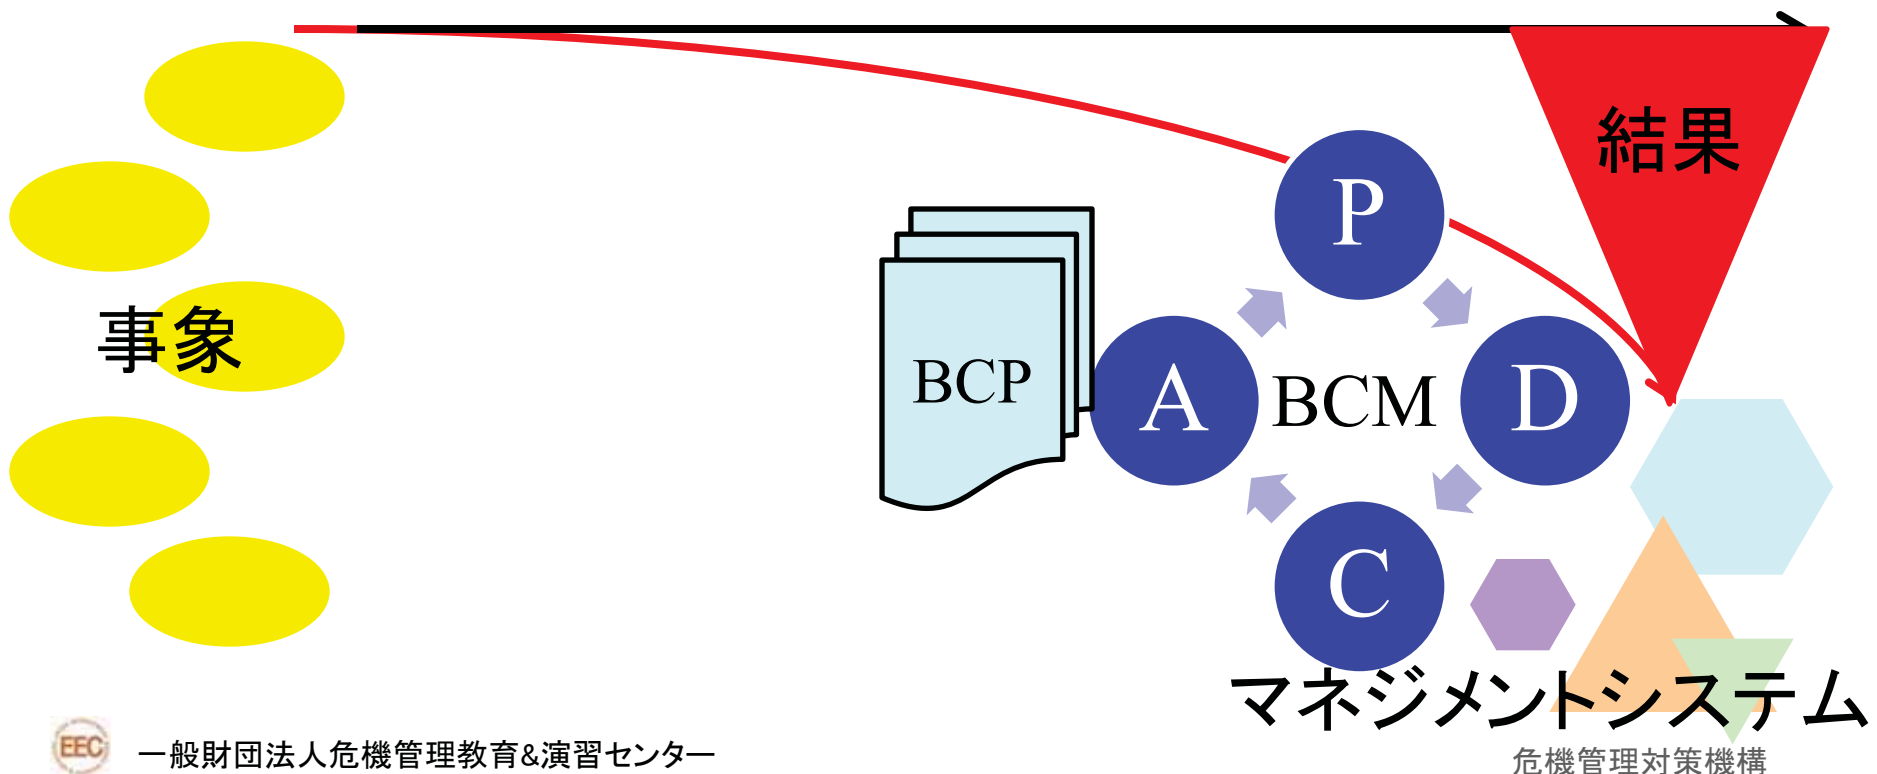 結果
P
BCP
A
BCM
D
事象
C
マネジメントシステム
EEC
一般財団法人危機管理教育&演習センター
危機管理対策機構